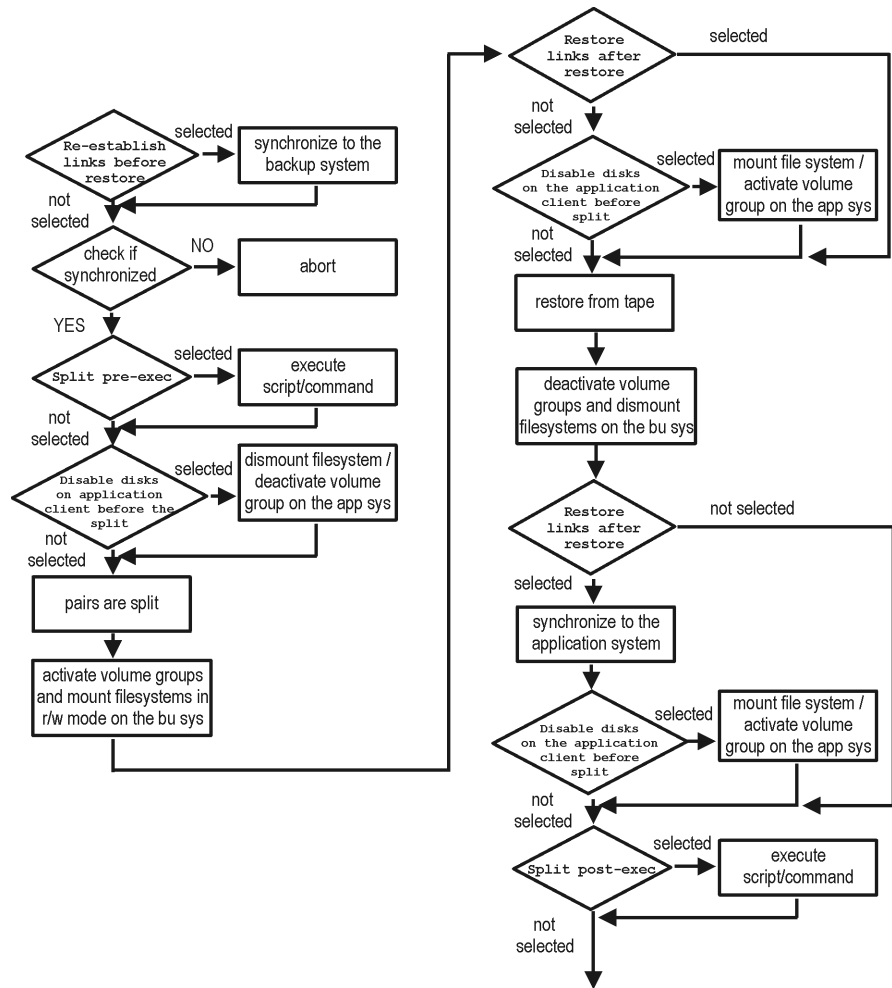 Re-establish
links before
restore
selected
synchronize to the
backup system
not
selected
check if
synchronized
NO
abort
YES
Split pre-exec
selected
execute
script/command
not
selected
Disable disks
on application
client before the
split
selected
dismount filesystem /
deactivate volume
group on the app sys
not
selected
pairs are split
activate volume groups
and mount filesystems in
r/w mode on the bu sys
Restore
links after
restore
selected
not
selected
Disable disks
on the application
client before
split
selected
mount file system /
activate volume
group on the app sys
not
selected
restore from tape
deactivate volume
groups and dismount
filesystems on the bu sys
Restore
links after
restore
not selected
selected
synchronize to the
application system
Disable disks
on the application
client before
split
selected
mount file system /
activate volume
group on the app sys
not
selected
Split post-exec
selected
execute
script/command
not
selected